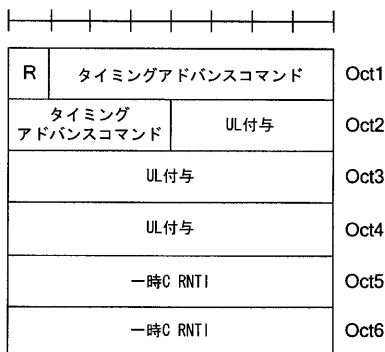 R タイミングアドバンスコマンド Oct1
タイミング
アドバンスコマンド UL付与 Oct2
UL付与 Oct3
UL付与 Oct4
一時C RNTI Oct5
一時C RNTI Oct6